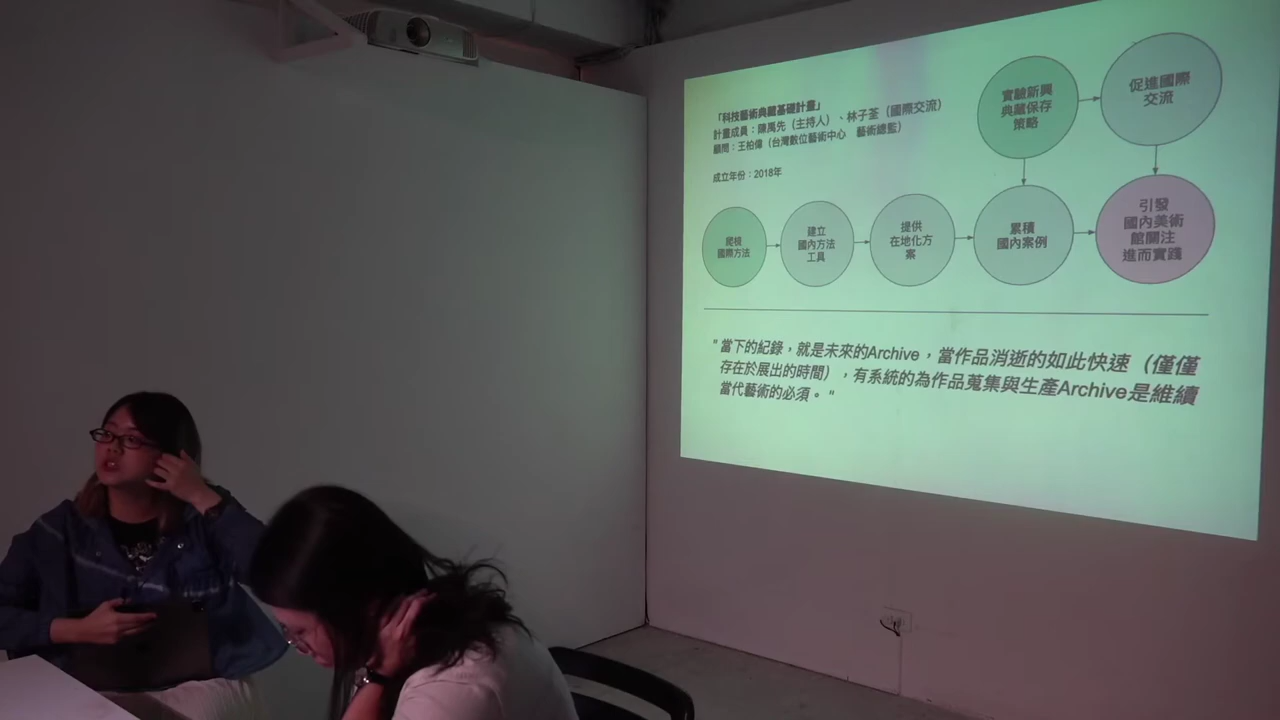 「科技藝術典藏基礎計畫」
計畫成員：陳禹先（主持人）、林子荃（國際交流）
顧問：王柏偉（台灣數位藝術中心　藝術總監）
成立年份：2018年
實驗新興
典藏保存
策略
促進國際
交流
爬梳
國際方法
建立
國內方法
工具
提供
在地化方
案
累積
國內案例
引發
國內美術
館關注
進而實踐
"當下的紀錄，就是未來的Archive，當作品消逝的如此快速（僅僅
存在於展出的時間），有系統的為作品蒐集與生產Archive是維續
當代藝術的必須。"